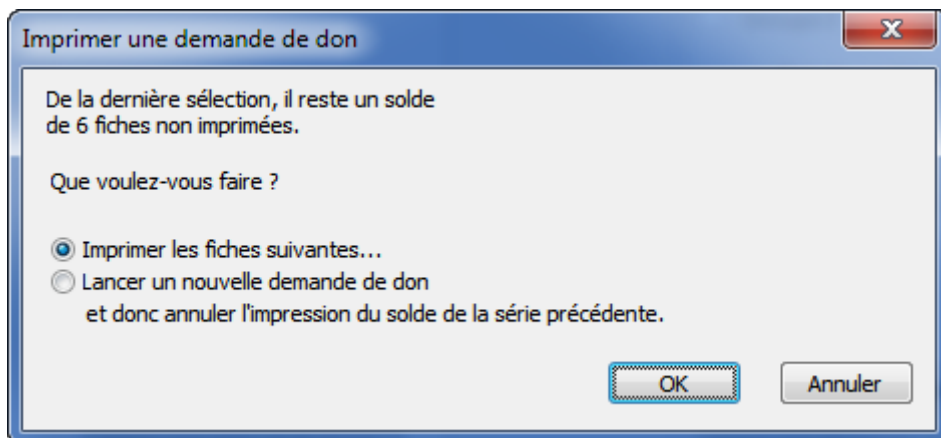 Imprimer une demande de don
De la dernière sélection, il reste un solde
de 6 fiches non imprimées.
Que voulez-vous faire ?
Imprimer les fiches suivantes...
Lancer un nouvelle demande de don
et donc annuler l'impression du solde de la série précédente.
OK
Annuler